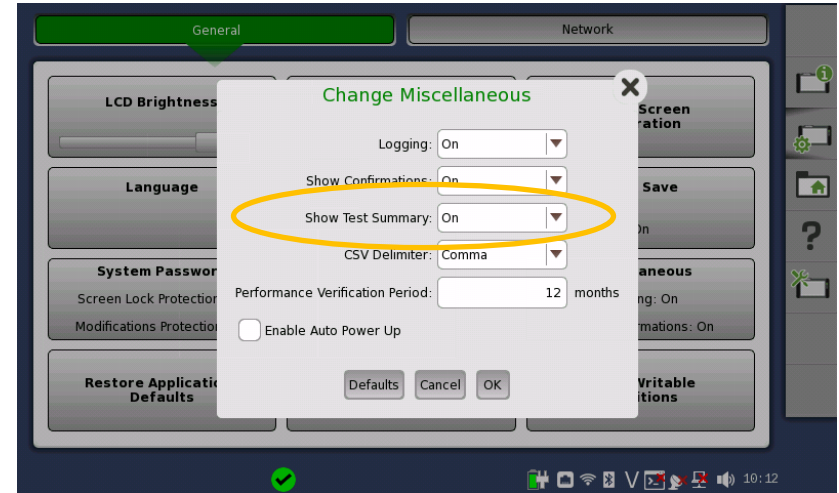 General
Network
LCD Brightness
Change Miscellaneous
Screen
ration
Logging: On
Show Confirmations: On
Language
Save
Show Test Summary: On
On
CSV Delimiter: Comma
System Passwor
aneous
Screen Lock Protection
Performance Verification Period: 12 months
ng: On
Modifications Protection
Enable Auto Power Up
rmations: On
Restore Applicatio
Defaults
Defaults Cancel OK
Writable
itions
?
10:12